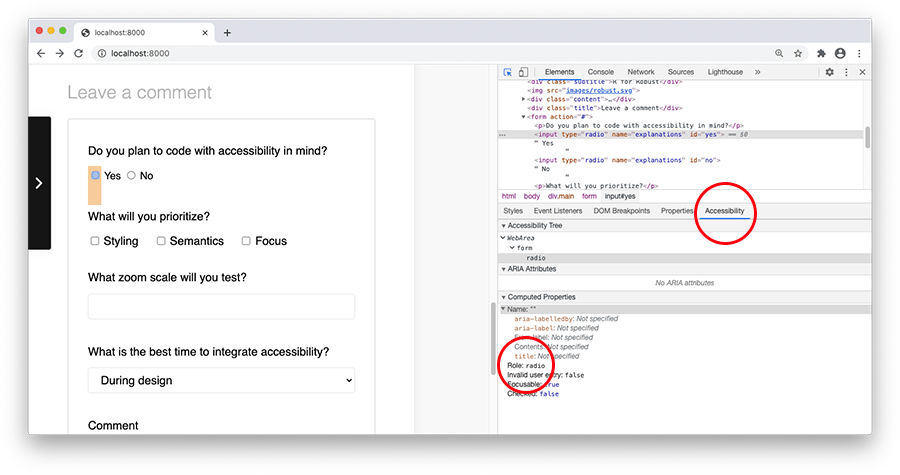 localhost:8000
localhost:8000
Leave a comment
Do you plan to code with accessibility in mind?
Yes No
What will you prioritize?
Styling Semantics Focus
What zoom scale will you test?
What is the best time to integrate accessibility?
During design
Comment
Elements Console Network Sources Lighthouse »
<div class="subtitle">R for Robust</div>
<img src="images/robust.svg">
<div class="content">…</div>
<div class="title">Leave a comment</div>
<form action="#">
<p>Do you plan to code with accessibility in mind?</p>
… <input type="radio" name="explanations" id="yes"> == $0
" Yes
"
<input type="radio" name="explanations" id="no">
" No
"
<p>What will you prioritize?</p>
html body div.main form input#yes
Styles Event Listeners DOM Breakpoints Properties Accessibility
Accessibility Tree
WebArea
form
radio
ARIA Attributes
No ARIA attributes
Computed Properties
Name: ""
aria-labelledby: Not specified
aria-label: Not specified
From label: Not specified
Contents: Not specified
title: Not specified
Role: radio
Invalid user entry: false
Focusable: true
Checked: false